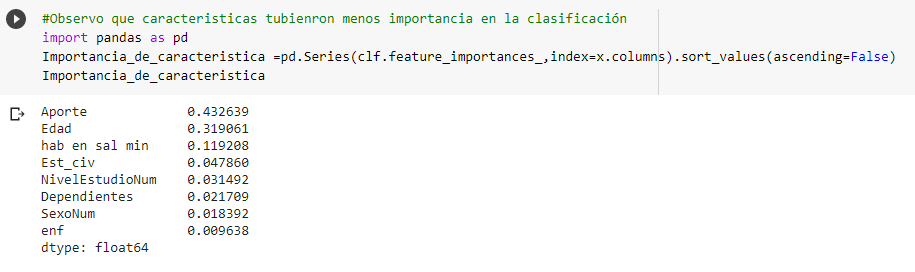 #Observo que caracteristicas tubienron menos importancia en la clasificación
import pandas as pd
Importancia_de_caracteristica =pd.Series(clf.feature_importances_,index=x.columns).sort_values(ascending=False)
Importancia_de_caracteristica
Aporte 0.432639
Edad 0.319061
hab en sal min 0.119208
Est_civ 0.047860
NivelEstudioNum 0.031492
Dependientes 0.021709
SexoNum 0.018392
enf 0.009638
dtype: float64